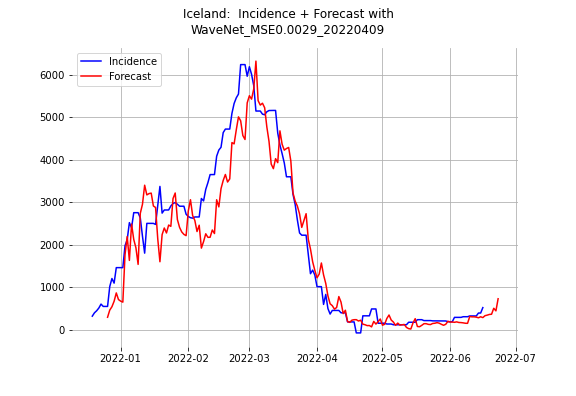 Iceland:  Incidence + Forecast with
WaveNet_MSE0.0029_20220409
Incidence
Forecast
6000
5000
4000
3000
2000
1000
0
2022-01 2022-02 2022-03 2022-04 2022-05 2022-06 2022-07